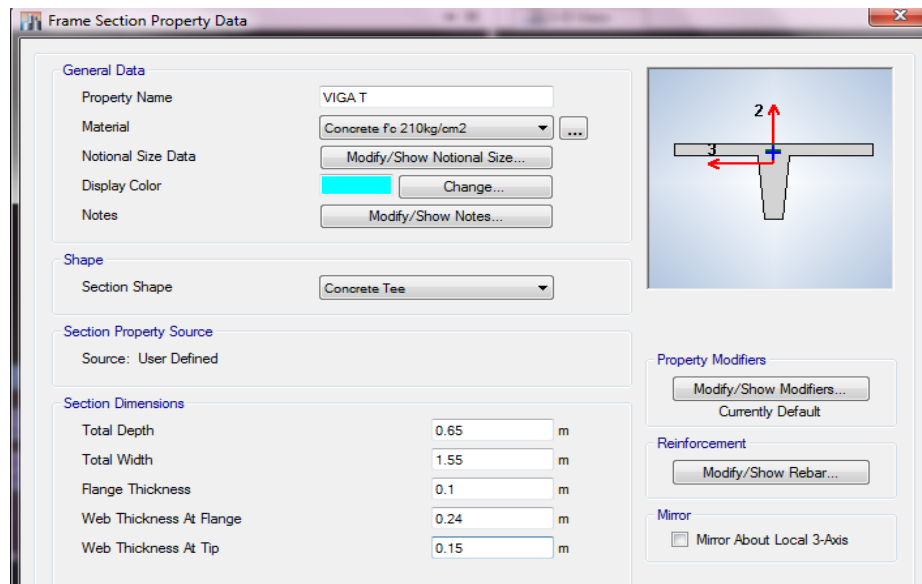 Frame Section Property Data
General Data
Property Name VIGA T
Material Concrete f'c 210kg/cm2 ...
Notional Size Data Modify/Show Notional Size...
Display Color Change...
Notes Modify/Show Notes...
Shape
Section Shape Concrete Tee
Section Property Source
Source: User Defined
Section Dimensions
Total Depth 0.65 m
Total Width 1.55 m
Flange Thickness 0.1 m
Web Thickness At Flange 0.24 m
Web Thickness At Tip 0.15 m
2
3
Property Modifiers
Modify/Show Modifiers...
Currently Default
Reinforcement
Modify/Show Rebar...
Mirror
Mirror About Local 3-Axis